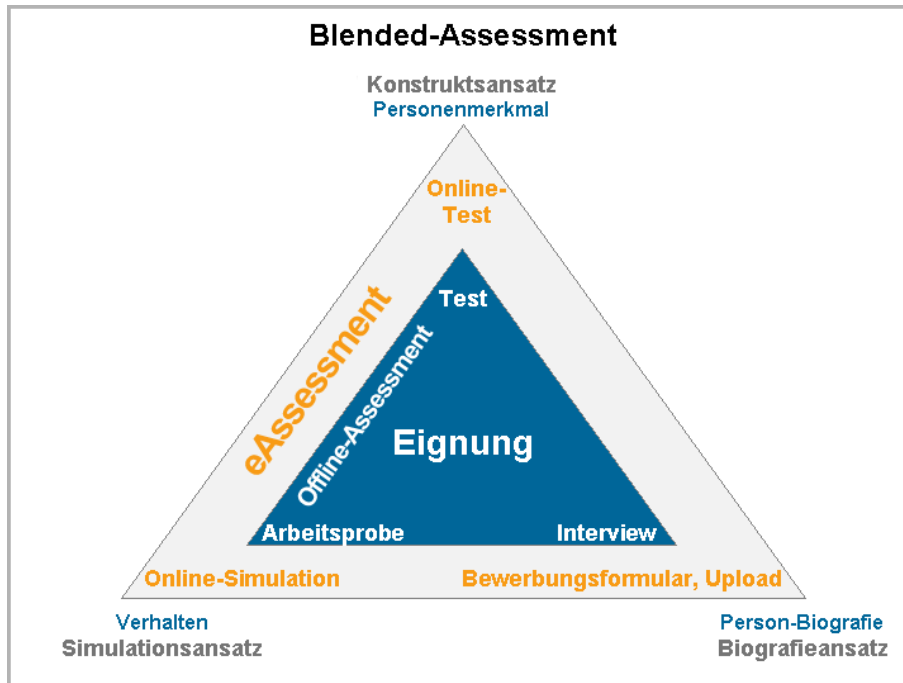 Blended-Assessment
Konstruktsansatz
Personenmerkmal
Online-
Test
Test
eAssessment
Offline-Assessment
Eignung
Arbeitsprobe
Interview
Online-Simulation
Bewerbungsformular, Upload
Verhalten
Simulationsansatz
Person-Biografie
Biografieansatz